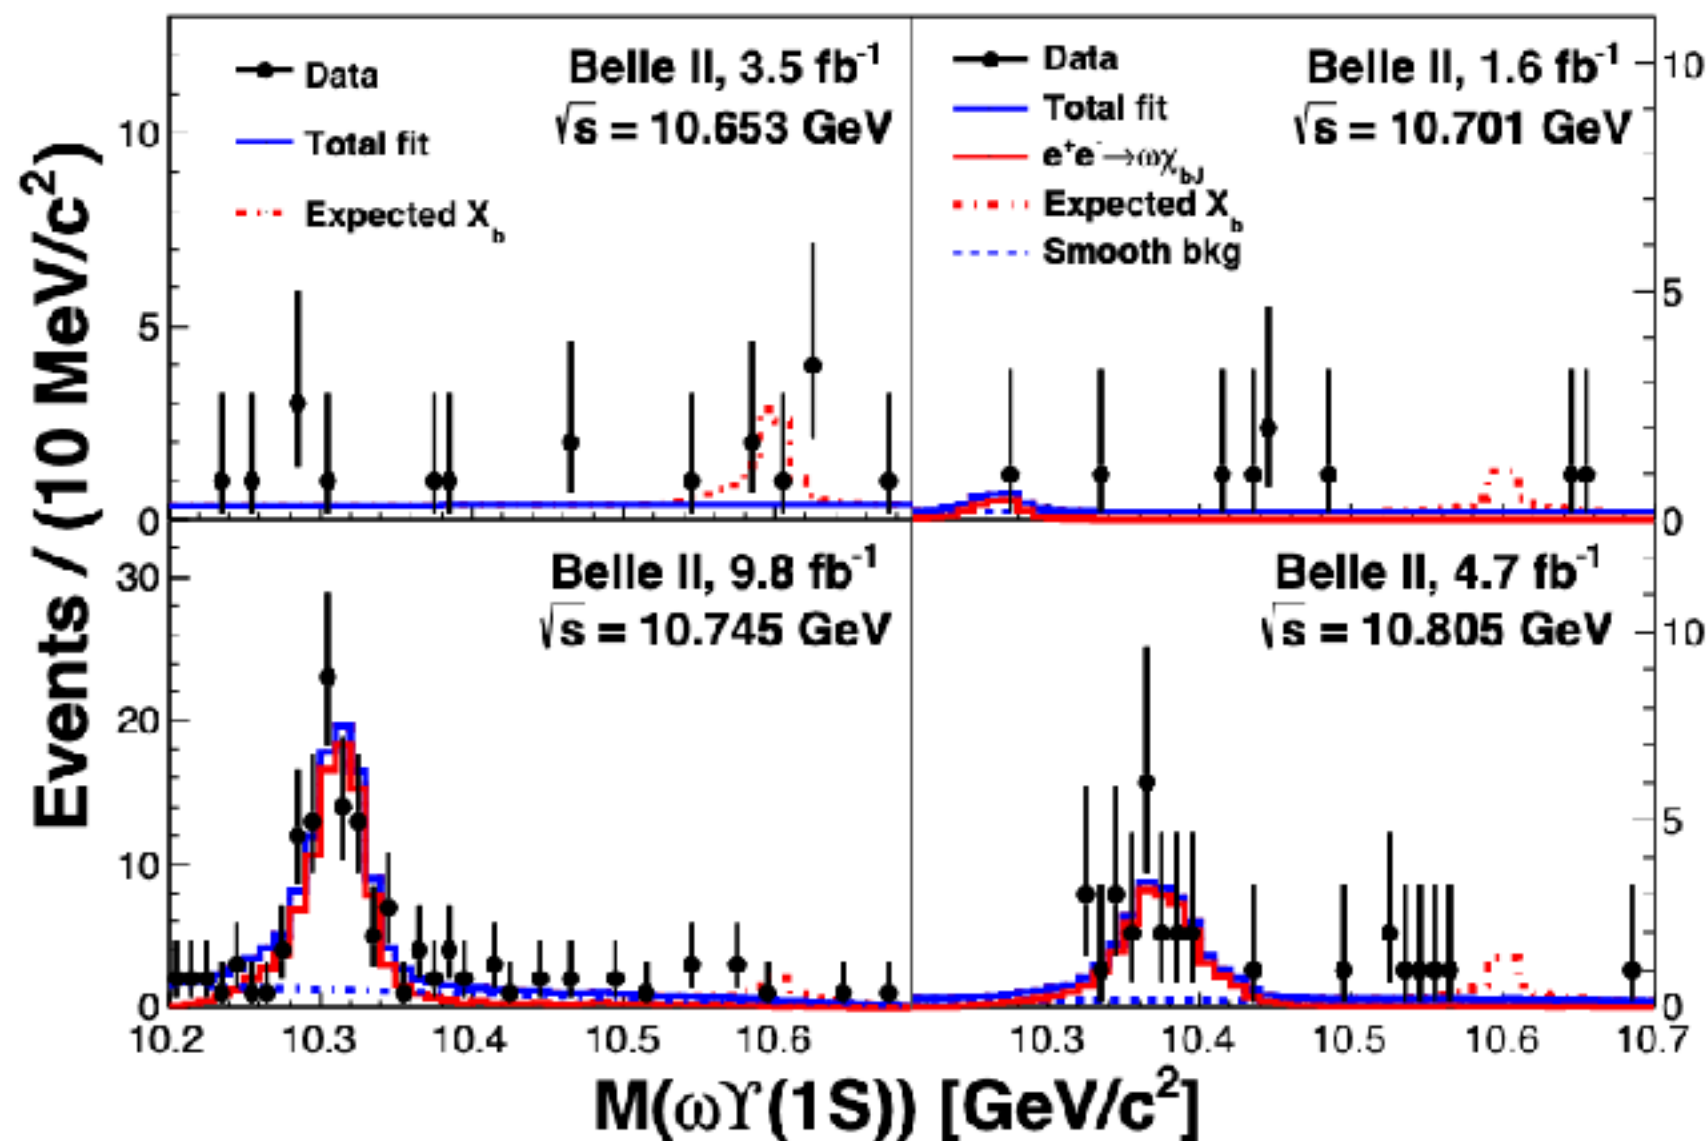 Data
Total fit
Expected X_b
Belle II, 3.5 fb⁻¹
√s = 10.653 GeV
Data
Total fit
e⁺e⁻→ωχ_bJ
Expected X_b
Smooth bkg
Belle II, 1.6 fb⁻¹
√s = 10.701 GeV
10
5
0
10
5
0
Belle II, 9.8 fb⁻¹
√s = 10.745 GeV
Belle II, 4.7 fb⁻¹
√s = 10.805 GeV
30
20
10
0
10
5
0
10.2 10.3 10.4 10.5 10.6
10.3 10.4 10.5 10.6 10.7
Events / (10 MeV/c²)
M(ωϒ(1S)) [GeV/c²]